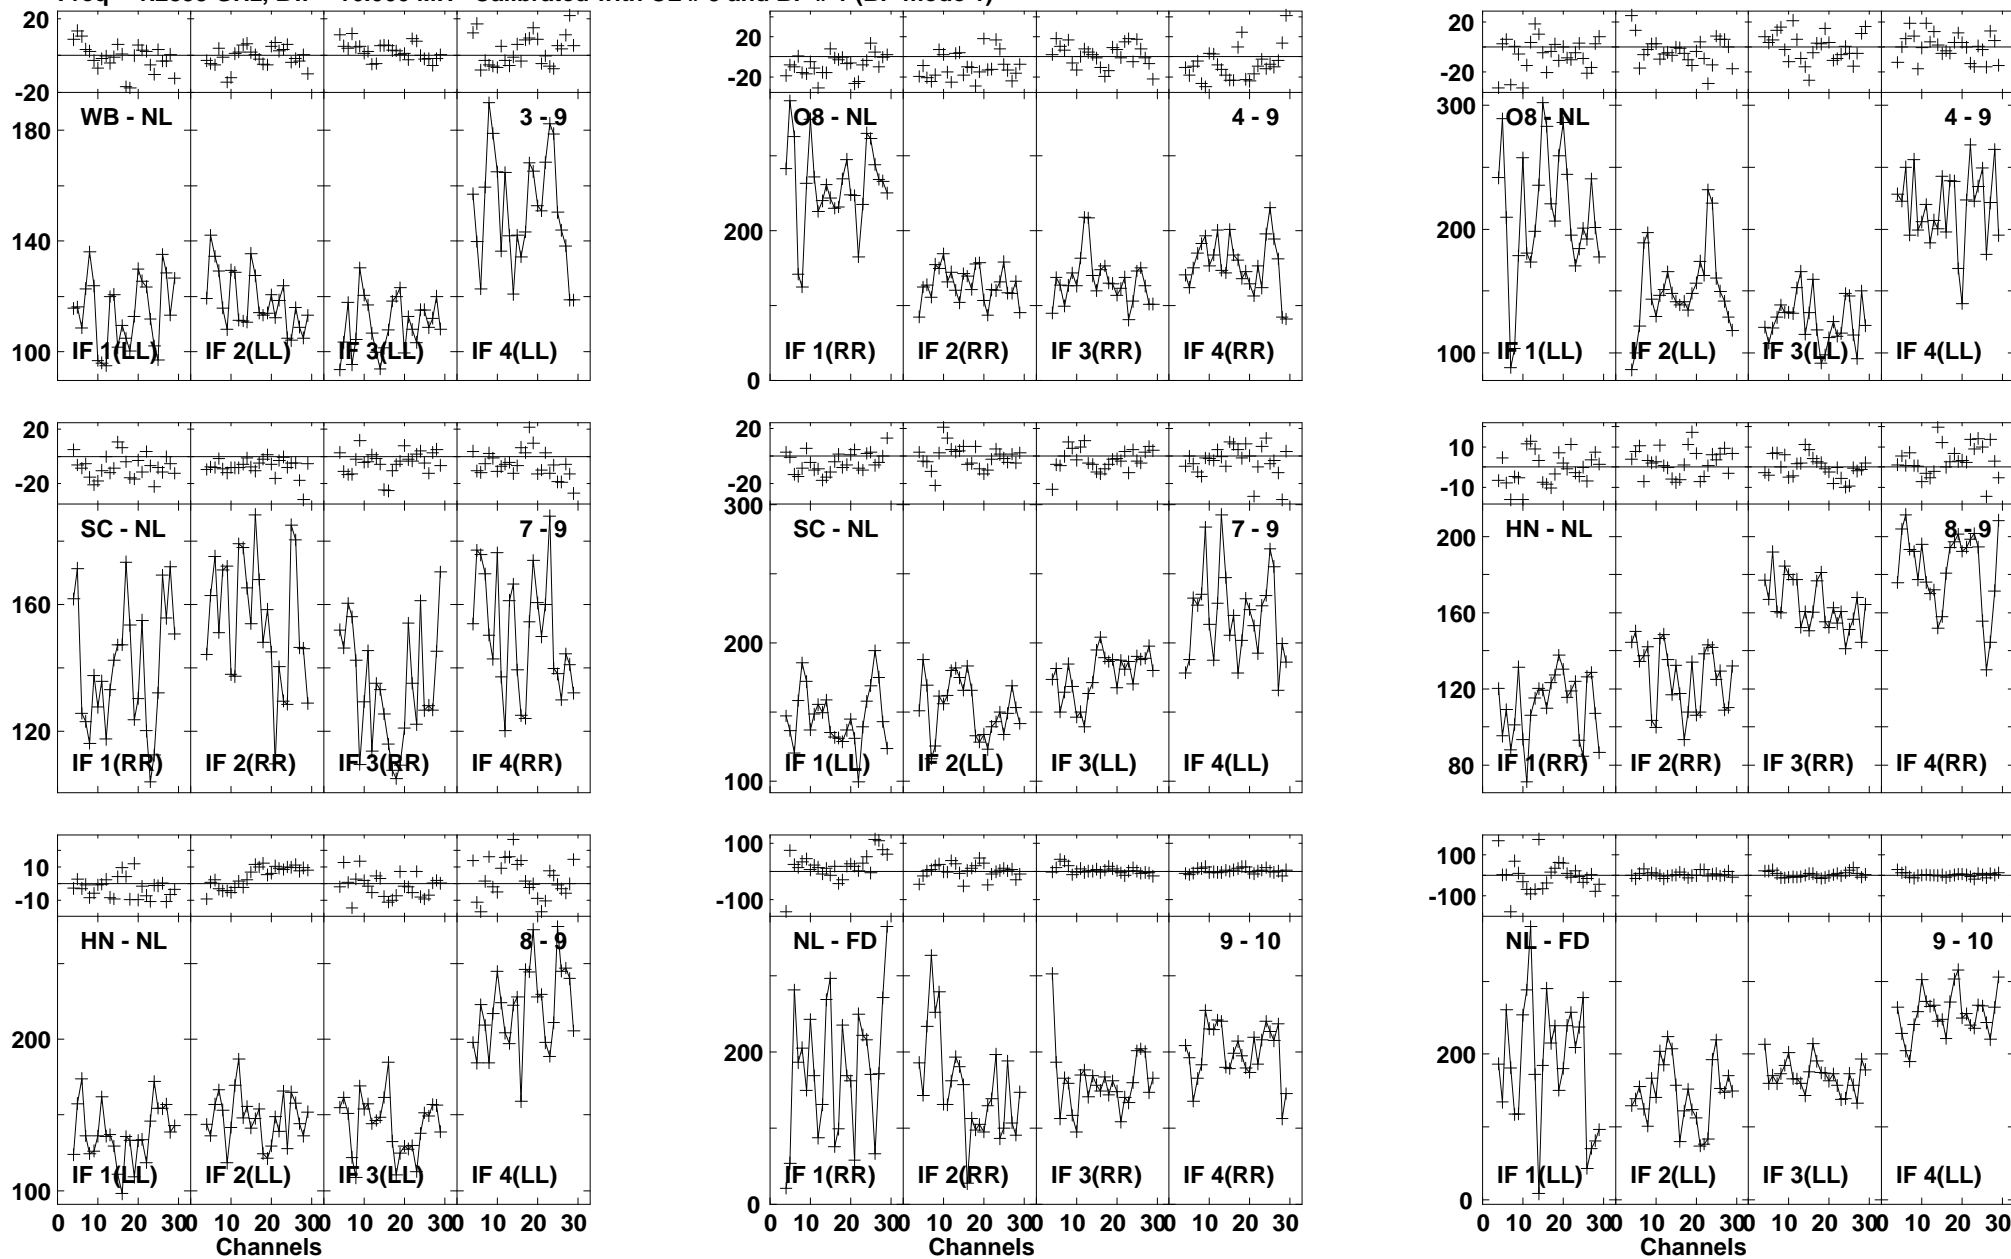 20
-20
WB - NL
3 - 9
180
140
100
IF 1(LL)
IF 2(LL)
IF 3(LL)
IF 4(LL)
20
-20
O8 - NL
4 - 9
200
0
IF 1(RR)
IF 2(RR)
IF 3(RR)
IF 4(RR)
20
-20
O8 - NL
4 - 9
300
200
100
IF 1(LL)
IF 2(LL)
IF 3(LL)
IF 4(LL)
20
-20
SC - NL
7 - 9
160
120
IF 1(RR)
IF 2(RR)
IF 3(RR)
IF 4(RR)
20
-20
300
SC - NL
7 - 9
200
100
IF 1(LL)
IF 2(LL)
IF 3(LL)
IF 4(LL)
10
-10
HN - NL
8 - 9
200
160
120
80
IF 1(RR)
IF 2(RR)
IF 3(RR)
IF 4(RR)
10
-10
HN - NL
8 - 9
200
100
IF 1(LL)
IF 2(LL)
IF 3(LL)
IF 4(LL)
0 10 20 30 0 10 20 30 0 10 20 30 0 10 20 30
Channels
100
-100
NL - FD
9 - 10
200
0
IF 1(RR)
IF 2(RR)
IF 3(RR)
IF 4(RR)
0 10 20 30 0 10 20 30 0 10 20 30 0 10 20 30
Channels
100
-100
NL - FD
9 - 10
200
0
IF 1(LL)
IF 2(LL)
IF 3(LL)
IF 4(LL)
0 10 20 30 0 10 20 30 0 10 20 30 0 10 20 30
Channels